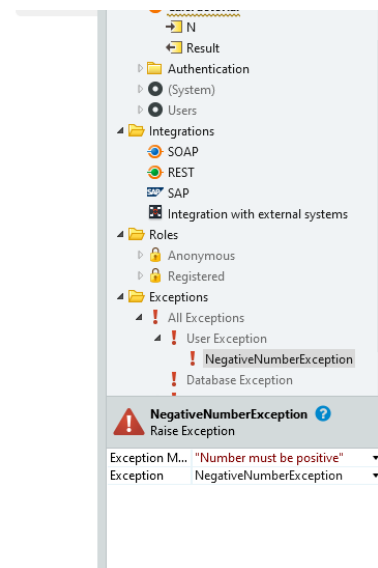 N
Result
Authentication
(System)
Users
Integrations
SOAP
REST
SAP
SAP
Integration with external systems
Roles
Anonymous
Registered
Exceptions
All Exceptions
User Exception
NegativeNumberException
Database Exception
NegativeNumberException ?
Raise Exception
Exception M... "Number must be positive"
Exception NegativeNumberException